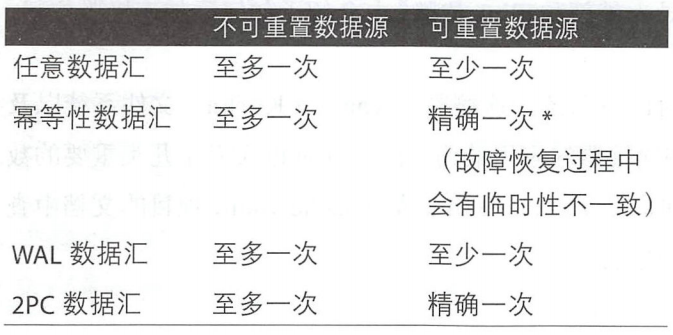 不可重置数据源 可重置数据源
任意数据汇 至多一次 至少一次
幂等性数据汇 至多一次 精确一次 *
（故障恢复过程中
会有临时性不一致）
WAL 数据汇 至多一次 至少一次
2PC 数据汇 至多一次 精确一次